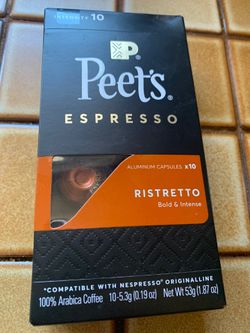 INTENSITY 10
P
Peet's®
ESPRESSO
ALUMINUM CAPSULES x10
RISTRETTO
Bold & Intense
*COMPATIBLE WITH NESPRESSO® ORIGINALLINE
100% Arabica Coffee 10-5.3g (0.19 oz) Net Wt 53g (1.87 oz)